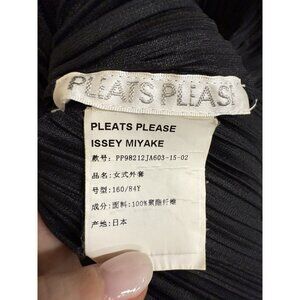 PLEATS PLEASE
PLEATS PLEASE
ISSEY MIYAKE
款号: PP98212JA603-15-02
品名: 女式外套
号型: 160/84Y
成分: 面料: 100%聚酯纤维
产地: 日本